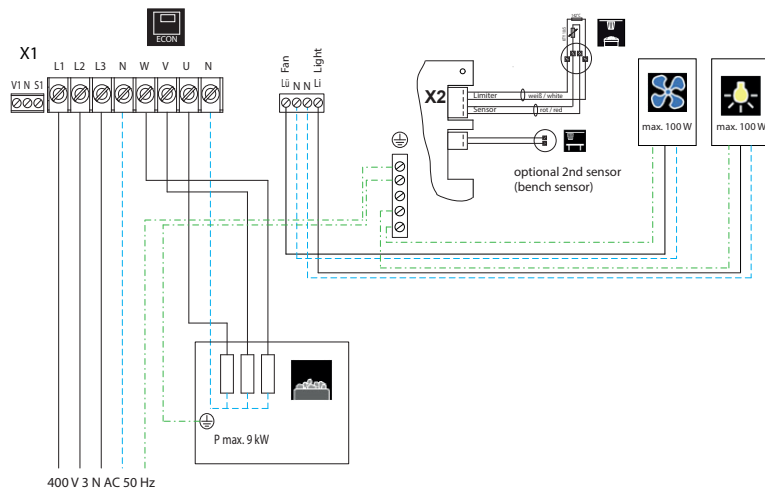 ECON
X1
L1 L2 L3 N W V U N
V1 N S1
Fan
Light
Lü N N Li
X2
Limiter
weiß / white
Sensor
rot / red
optional 2nd sensor
(bench sensor)
max. 100 W
max. 100 W
P max. 9 kW
400 V 3 N AC 50 Hz